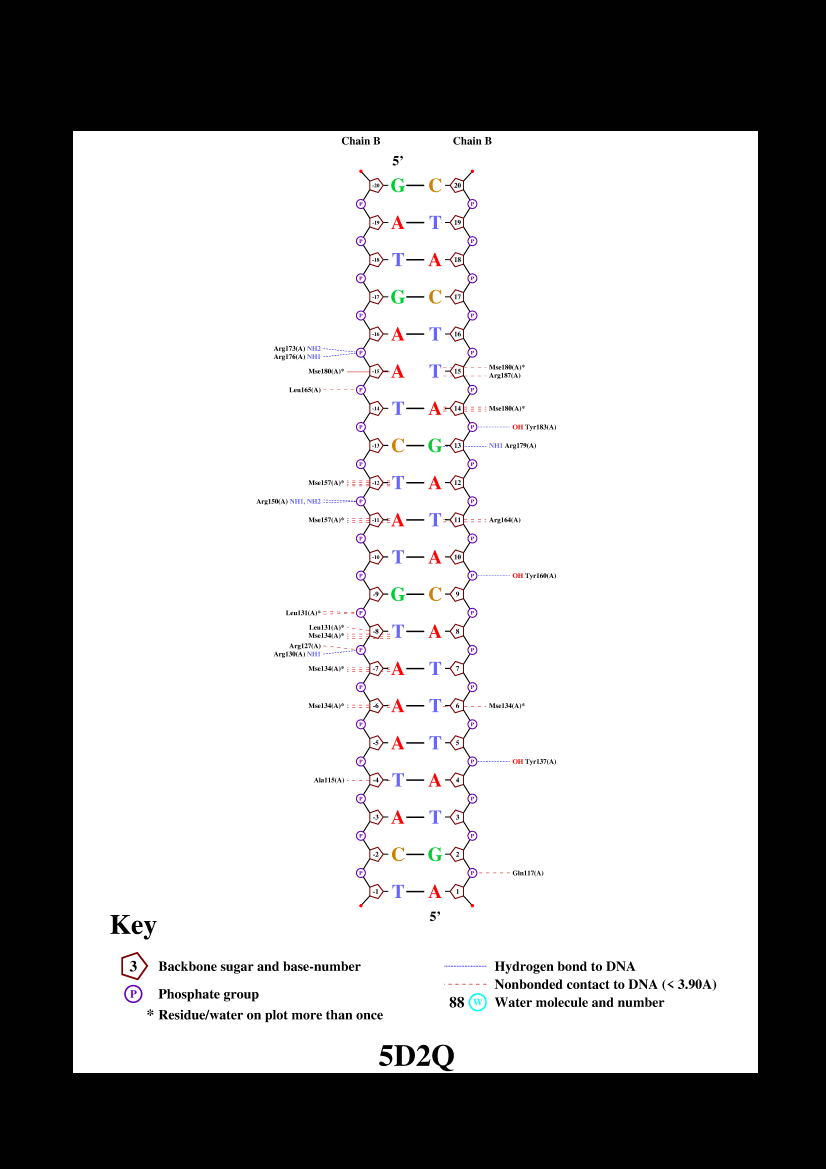 Chain B Chain B
5’
-20 G C 20
P P
-19 A T 19
P P
-18 T A 18
P P
-17 G C 17
P P
-16 A T 16
Arg173(A) NH2
P P
Arg176(A) NH1
Mse180(A)* -15 A T 15 Mse180(A)*
Arg187(A)
Leu165(A) P P
-14 T A 14 Mse180(A)*
P P OH Tyr183(A)
-13 C G 13 NH1 Arg179(A)
P P
Mse157(A)* -12 T A 12
Arg150(A) NH1, NH2 P P
Mse157(A)* -11 A T 11 Arg164(A)
P P
-10 T A 10
P P OH Tyr160(A)
-9 G C 9
Leu131(A)* P P
Leu131(A)*
-8 T A 8
Mse134(A)*
Arg127(A)
P P
Arg130(A) NH1
Mse134(A)* -7 A T 7
P P
Mse134(A)* -6 A T 6 Mse134(A)*
P P
-5 A T 5
P P OH Tyr137(A)
Ala115(A) -4 T A 4
P P
-3 A T 3
P P
-2 C G 2
P P Gln117(A)
-1 T A 1
5’
Key
3 Backbone sugar and base-number
P Phosphate group
* Residue/water on plot more than once
Hydrogen bond to DNA
Nonbonded contact to DNA (< 3.90A)
88 W Water molecule and number
5D2Q